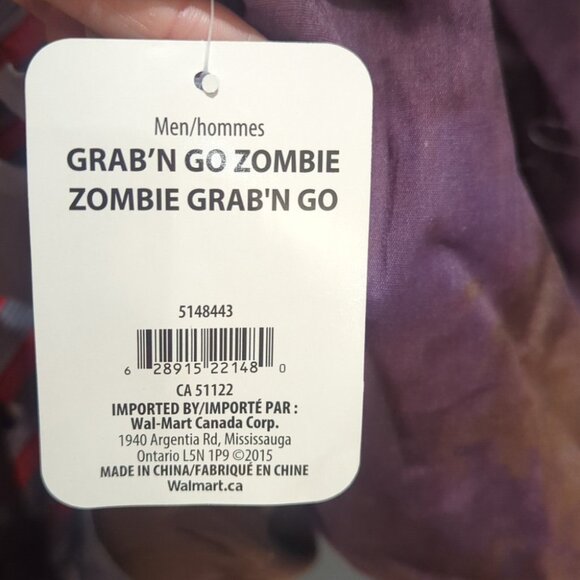 Men/hommes
GRAB'N GO ZOMBIE
ZOMBIE GRAB'N GO
5148443
6 28915 22148 0
CA 51122
IMPORTED BY/IMPORTÉ PAR :
Wal-Mart Canada Corp.
1940 Argentia Rd, Mississauga
Ontario L5N 1P9 ©2015
MADE IN CHINA/FABRIQUÉ EN CHINE
Walmart.ca